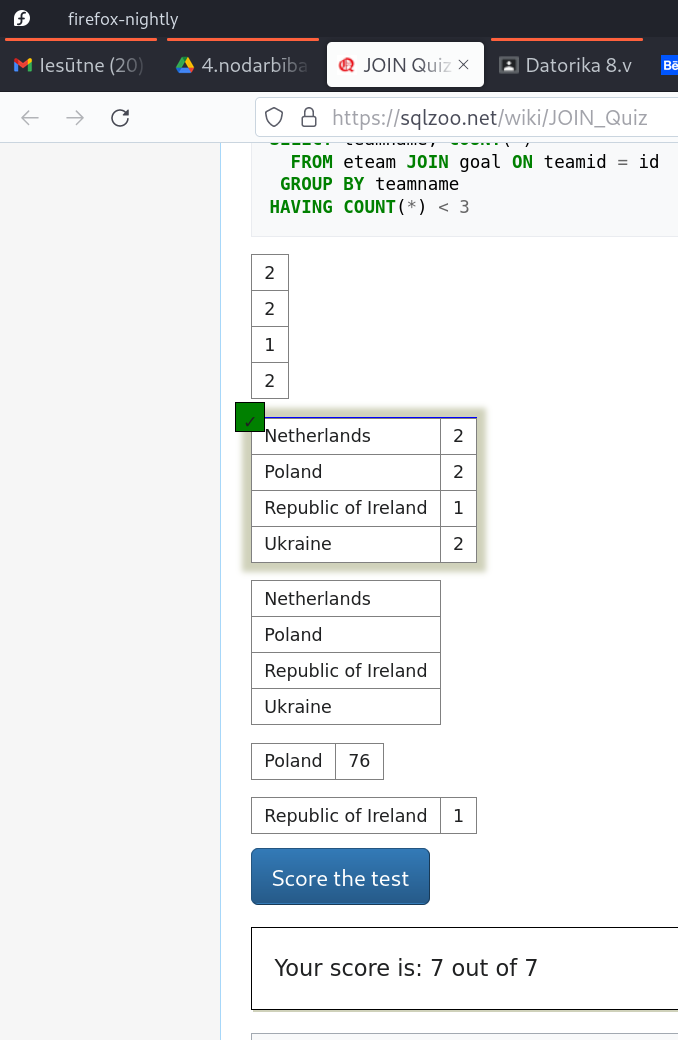 firefox-nightly
Iesūtne (20)
4.nodarbība
JOIN Quiz
Datorika 8.v
Bē
https://sqlzoo.net/wiki/JOIN_Quiz
SELECT teamname, COUNT(*)
FROM eteam JOIN goal ON teamid = id
GROUP BY teamname
HAVING COUNT(*) < 3
2
2
1
2
✓
Netherlands 2
Poland 2
Republic of Ireland 1
Ukraine 2
Netherlands
Poland
Republic of Ireland
Ukraine
Poland 76
Republic of Ireland 1
Score the test
Your score is: 7 out of 7